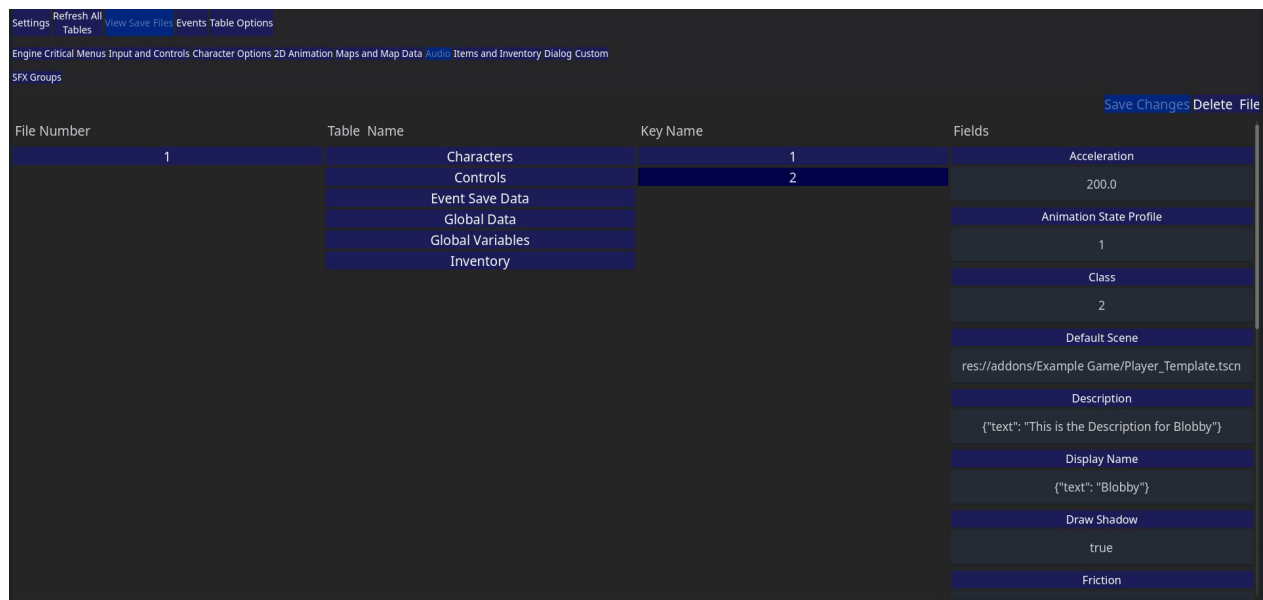 Settings Refresh All Tables View Save Files Events Table Options
Engine Critical Menus Input and Controls Character Options 2D Animation Maps and Map Data Audio Items and Inventory Dialog Custom
SFX Groups
Save Changes Delete File
File Number Table Name Key Name Fields
1 Characters 1 Acceleration
Controls 2 200.0
Event Save Data
Global Data Animation State Profile
Global Variables 1
Inventory
Class
2
Default Scene
res://addons/Example Game/Player_Template.tscn
Description
{"text": "This is the Description for Blobby"}
Display Name
{"text": "Blobby"}
Draw Shadow
true
Friction